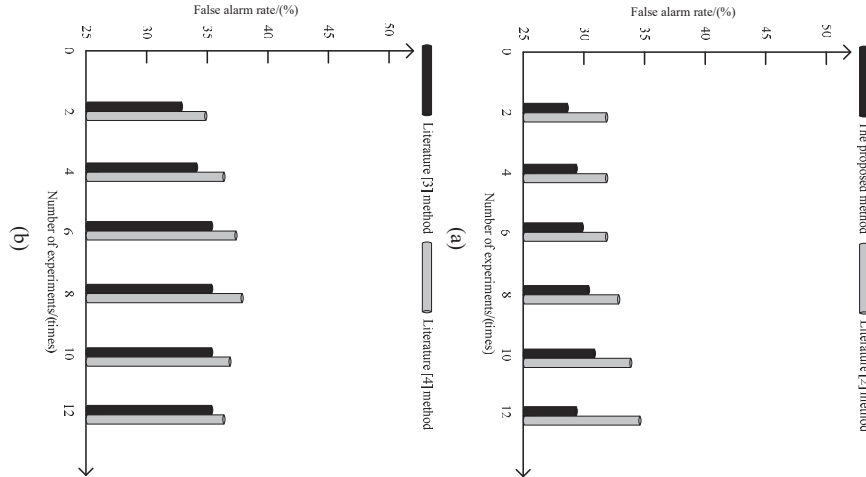 The proposed method
Literature [2] method
False alarm rate/(%)
50
45
40
35
30
25
0
2
4
6
8
10
12
Number of experiments/(times)
(a)
Literature [3] method
Literature [4] method
False alarm rate/(%)
50
45
40
35
30
25
0
2
4
6
8
10
12
Number of experiments/(times)
(b)